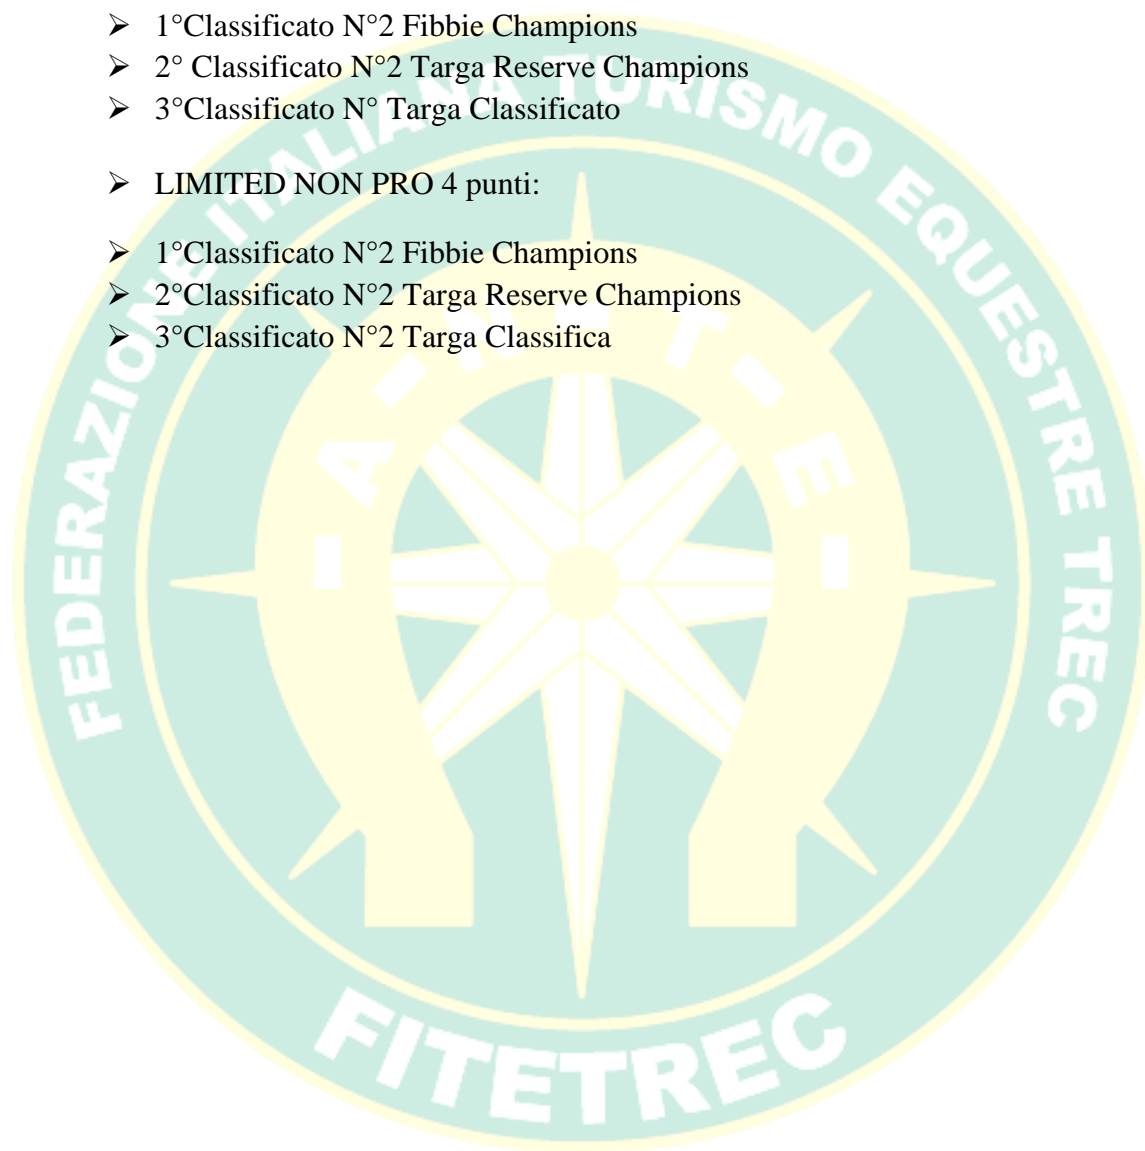 ➢ 1°Classificato N°2 Fibbie Champions
➢ 2° Classificato N°2 Targa Reserve Champions
➢ 3°Classificato N° Targa Classificato
➢ LIMITED NON PRO 4 punti:
➢ 1°Classificato N°2 Fibbie Champions
➢ 2°Classificato N°2 Targa Reserve Champions
➢ 3°Classificato N°2 Targa Classifica
FEDERAZIONE ITALIANA TURISMO EQUESTRE TREC
A-N-T-E
FITETREC